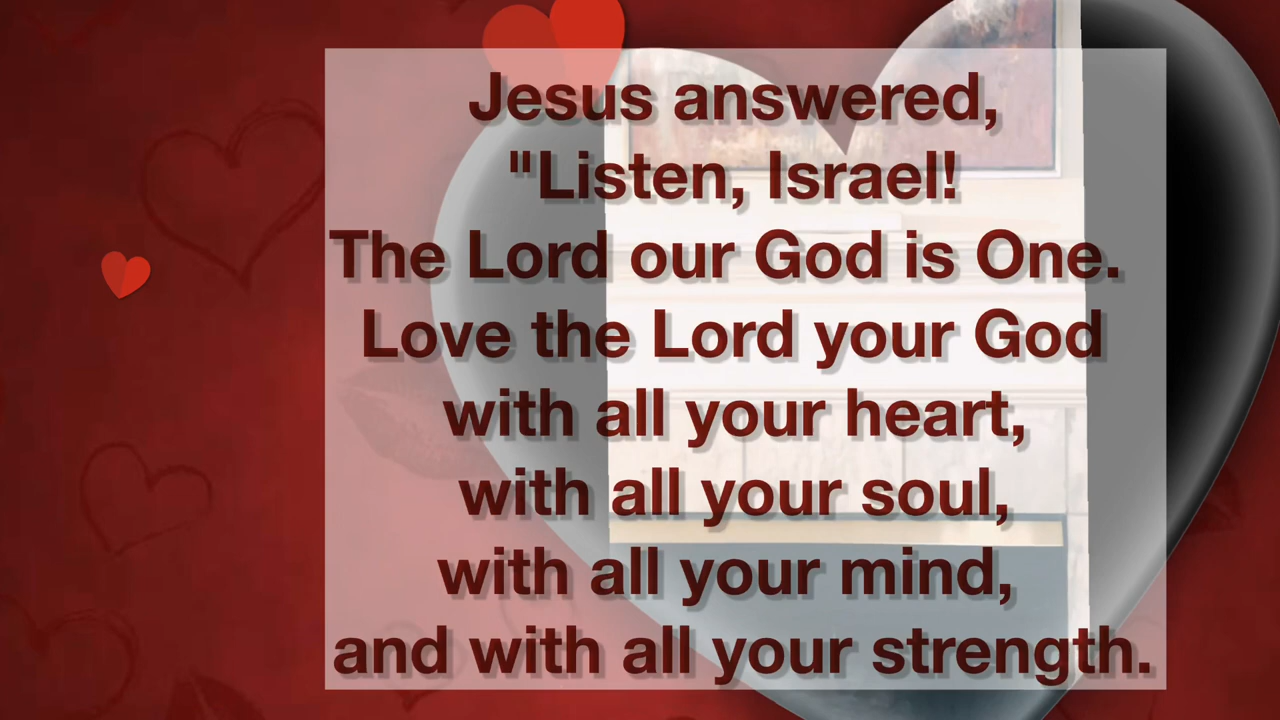 Jesus answered,
"Listen, Israel!
The Lord our God is One.
Love the Lord your God
with all your heart,
with all your soul,
with all your mind,
and with all your strength.